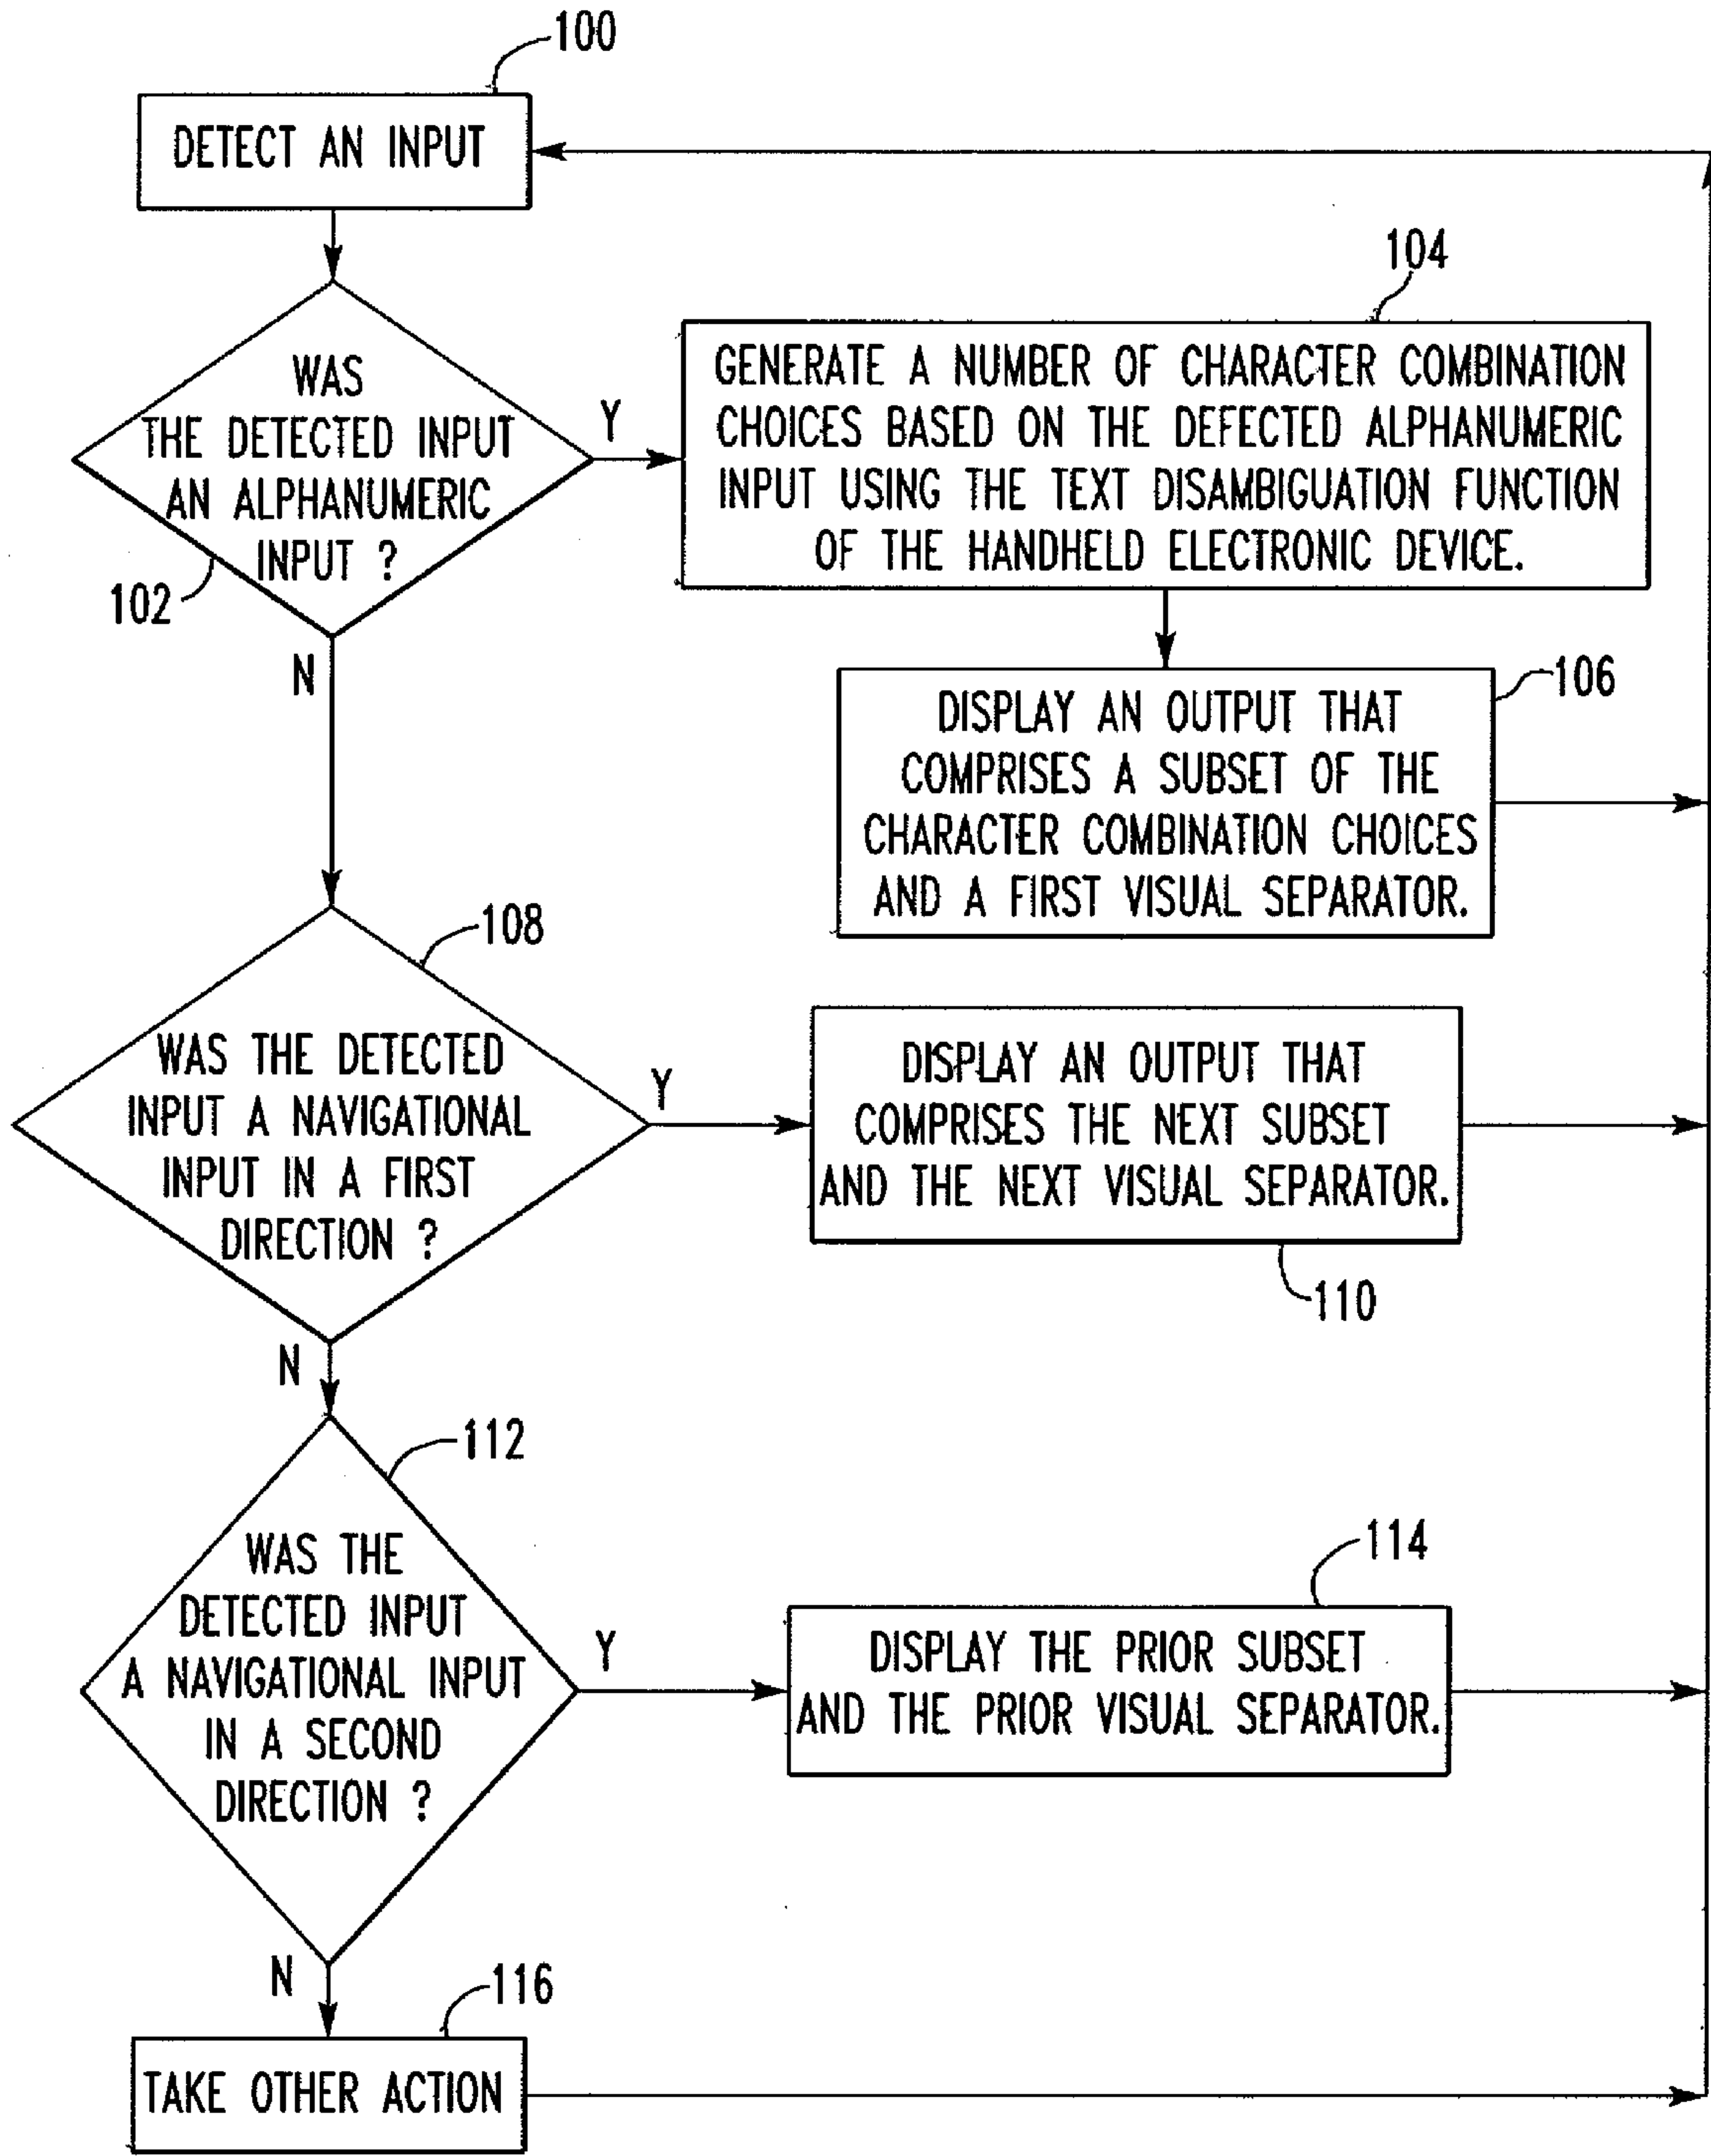 100
DETECT AN INPUT
WAS
THE DETECTED INPUT
AN ALPHANUMERIC
INPUT ?
102
Y
N
104
GENERATE A NUMBER OF CHARACTER COMBINATION
CHOICES BASED ON THE DEFECTED ALPHANUMERIC
INPUT USING THE TEXT DISAMBIGUATION FUNCTION
OF THE HANDHELD ELECTRONIC DEVICE.
106
DISPLAY AN OUTPUT THAT
COMPRISES A SUBSET OF THE
CHARACTER COMBINATION CHOICES
AND A FIRST VISUAL SEPARATOR.
108
WAS THE DETECTED
INPUT A NAVIGATIONAL
INPUT IN A FIRST
DIRECTION ?
Y
N
DISPLAY AN OUTPUT THAT
COMPRISES THE NEXT SUBSET
AND THE NEXT VISUAL SEPARATOR.
110
112
WAS THE
DETECTED INPUT
A NAVIGATIONAL INPUT
IN A SECOND
DIRECTION ?
Y
N
114
DISPLAY THE PRIOR SUBSET
AND THE PRIOR VISUAL SEPARATOR.
116
TAKE OTHER ACTION